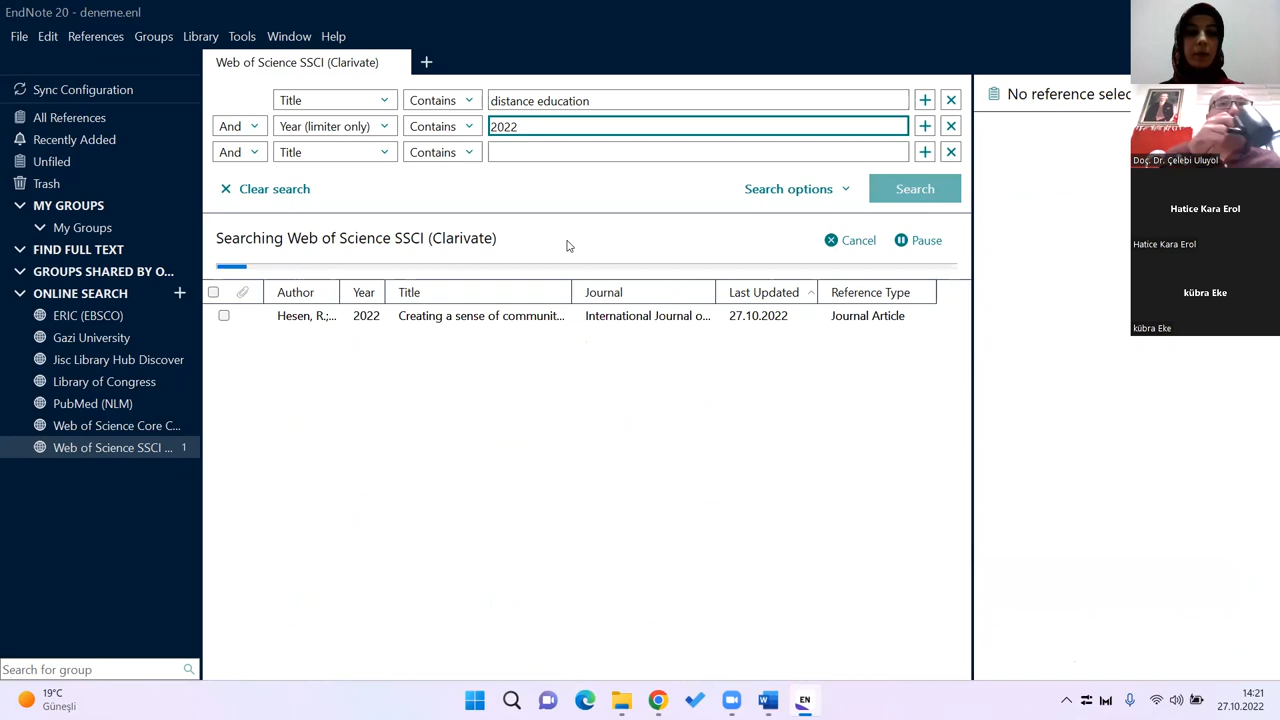 EndNote 20 - deneme.enl
File Edit References Groups Library Tools Window Help
Sync Configuration
All References
Recently Added
Unfiled
Trash
MY GROUPS
My Groups
FIND FULL TEXT
GROUPS SHARED BY O...
ONLINE SEARCH +
ERIC (EBSCO)
Gazi University
Jisc Library Hub Discover
Library of Congress
PubMed (NLM)
Web of Science Core C...
Web of Science SSCI ... 1
Search for group
Web of Science SSCI (Clarivate) +
Title Contains distance education
And Year (limiter only) Contains 2022
And Title Contains
Clear search Search options Search
Searching Web of Science SSCI (Clarivate) Cancel Pause
Author Year Title Journal Last Updated Reference Type
Hesen, R.;... 2022 Creating a sense of communit... International Journal o... 27.10.2022 Journal Article
No reference selec
Doç. Dr. Çelebi Uluyol
Hatice Kara Erol
Hatice Kara Erol
kübra Eke
kübra Eke
19°C
Güneşli
EN
14:21
27.10.2022